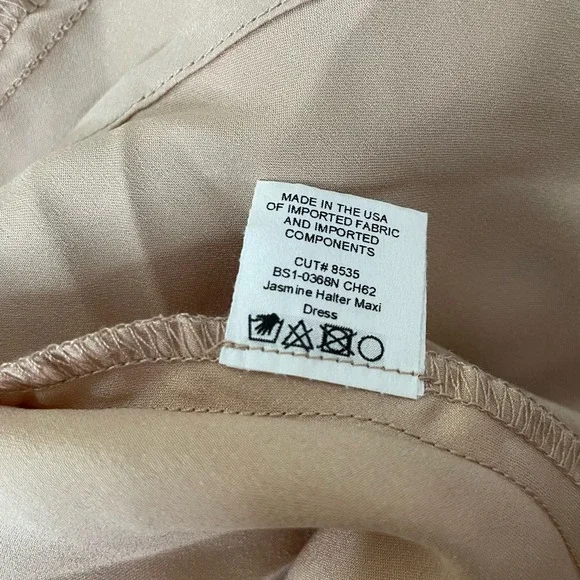 MADE IN THE USA
OF IMPORTED FABRIC
AND IMPORTED
COMPONENTS
CUT# 8535
BS1-0368N CH62
Jasmine Halter Maxi
Dress